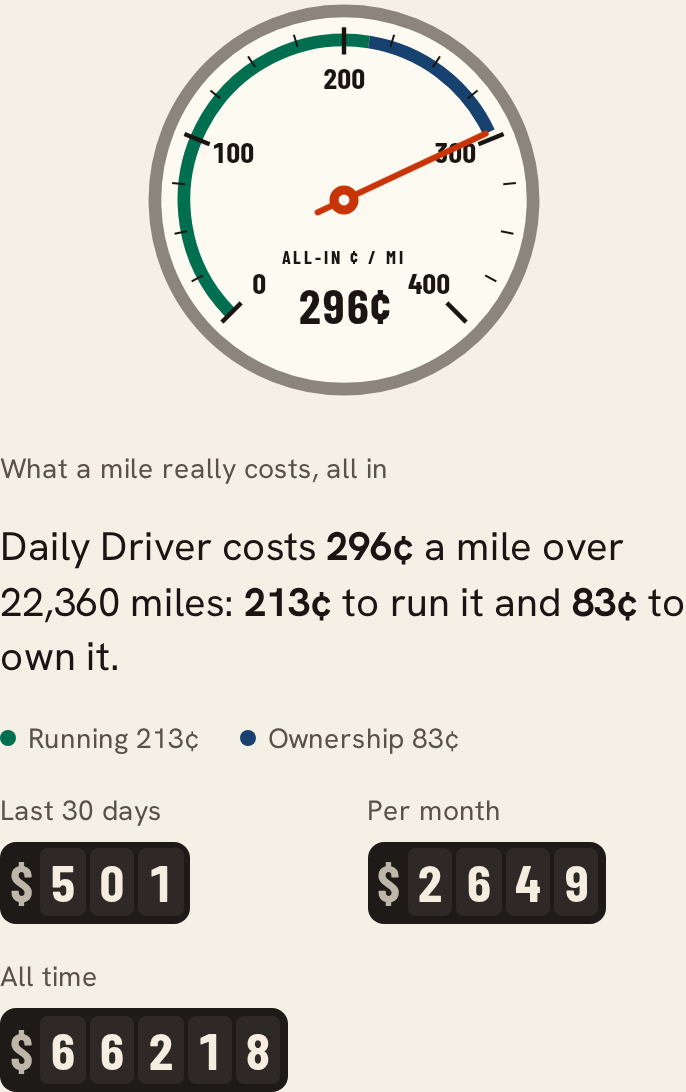 200
100
300
ALL-IN ¢ / MI
0
400
296¢
What a mile really costs, all in
Daily Driver costs 296¢ a mile over
22,360 miles: 213¢ to run it and 83¢ to
own it.
Running 213¢
Ownership 83¢
Last 30 days
Per month
$501
$2649
All time
$66218